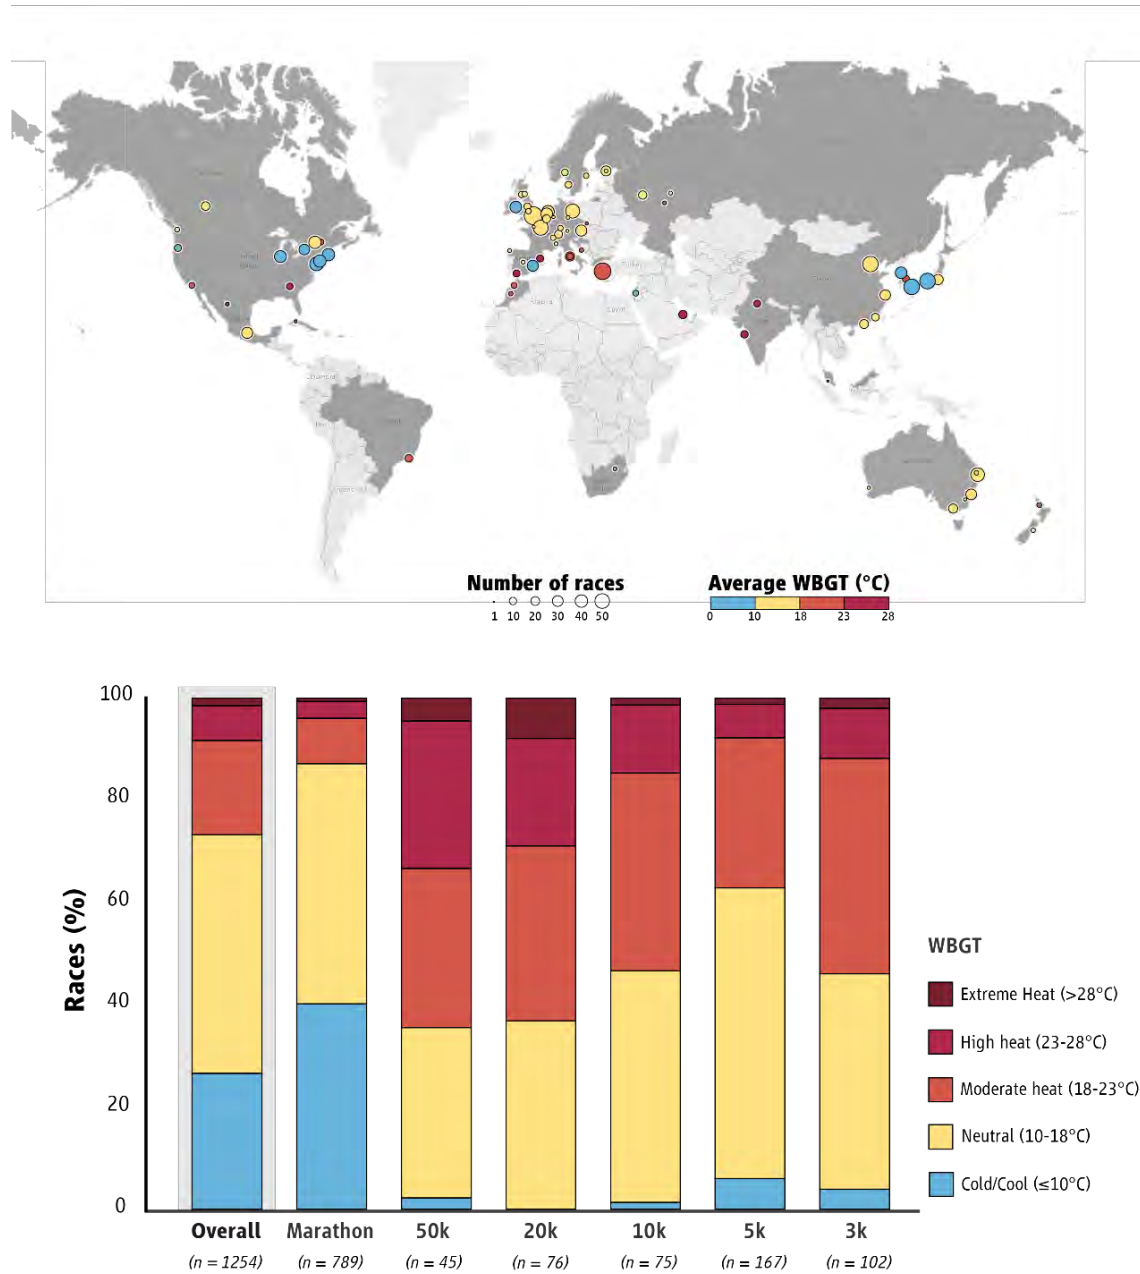 Algeria
Egypt
Number of races
Average WBGT (°C)
1 10 20 30 40 50
0 10 18 23 28
100
80
60
40
20
0
Races (%)
WBGT
Extreme Heat (>28°C)
High heat (23-28°C)
Moderate heat (18-23°C)
Neutral (10-18°C)
Cold/Cool (≤10°C)
Overall Marathon 50k 20k 10k 5k 3k
(n = 1254) (n = 789) (n = 45) (n = 76) (n = 75) (n = 167) (n = 102)